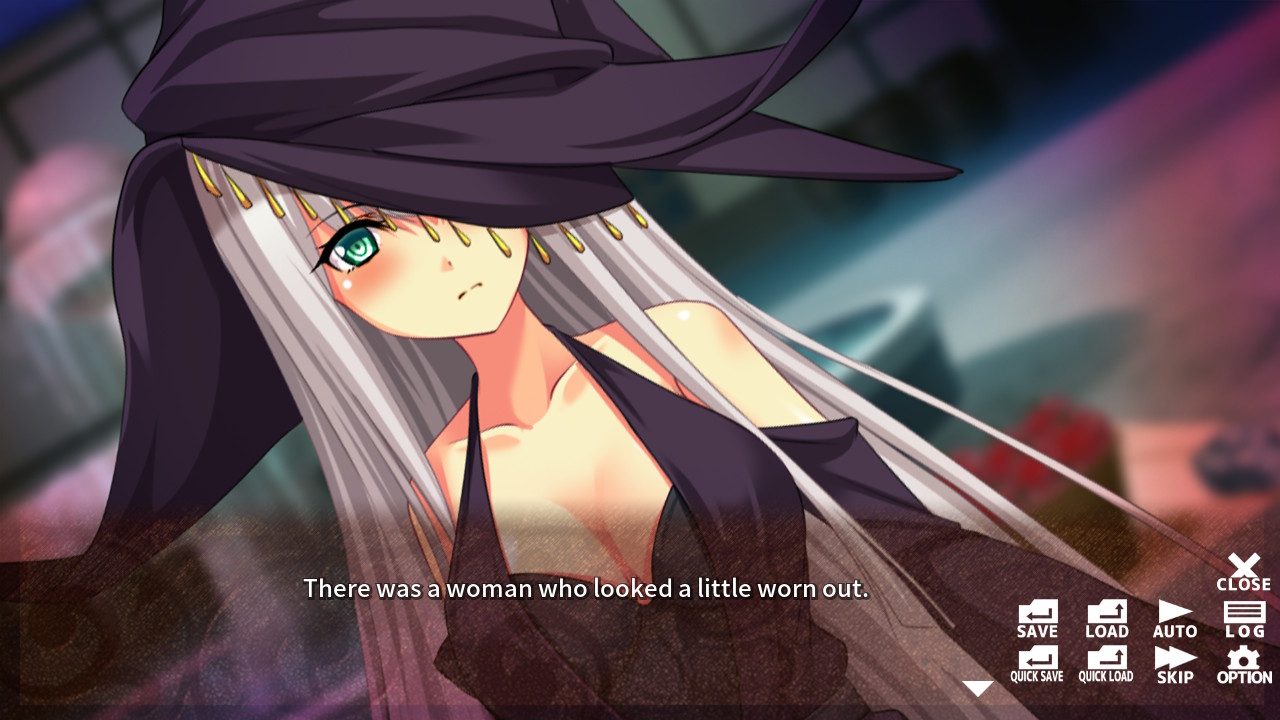 There was a woman who looked a little worn out.
CLOSE
SAVE
LOAD
AUTO
LOG
QUICK SAVE
QUICK LOAD
SKIP
OPTION